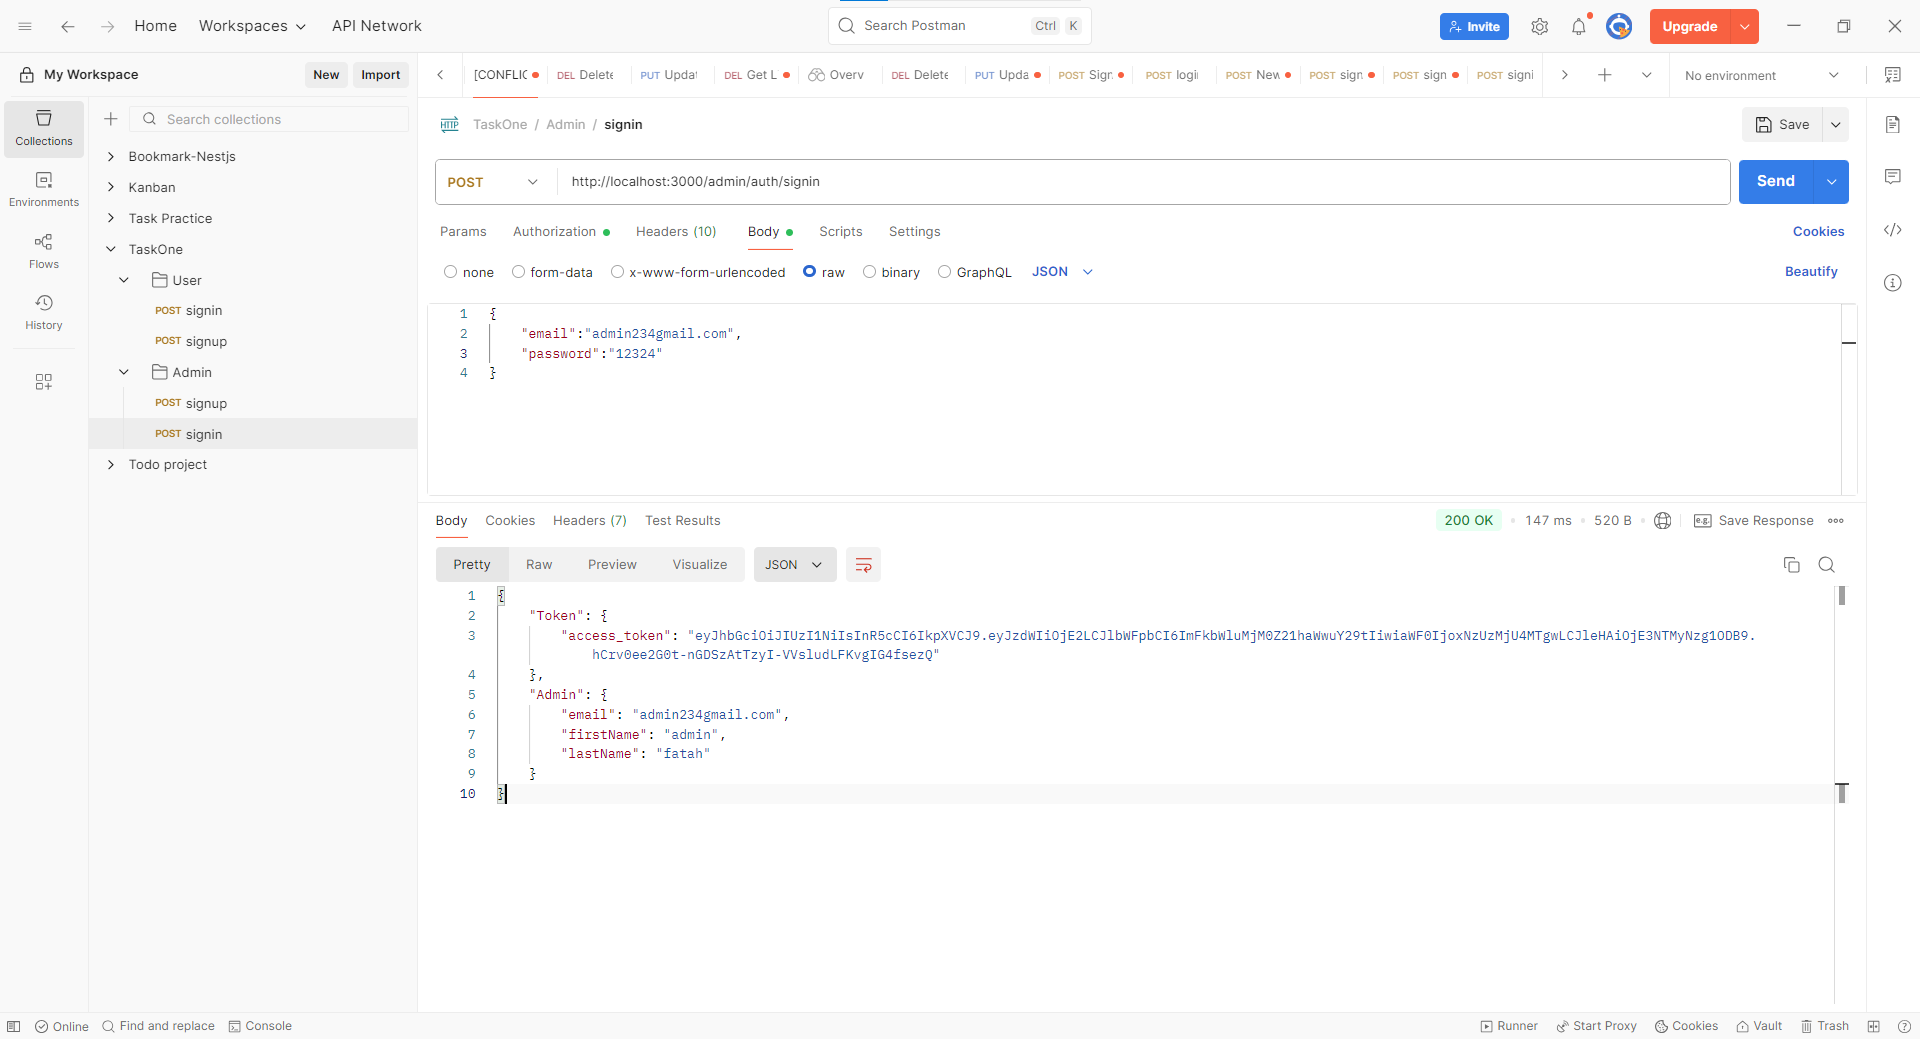 Home Workspaces API Network Search Postman Ctrl K Invite Upgrade
My Workspace New Import [CONFLIC DEL Delete PUT Updat DEL Get L Overv DEL Delete PUT Upda POST Sign POST logi POST New POST sign POST sign POST signi No environment
Collections
Environments
Flows
History
Search collections
Bookmark-Nestjs
Kanban
Task Practice
TaskOne
User
POST signin
POST signup
Admin
POST signup
POST signin
Todo project
HTTP TaskOne / Admin / signin Save
POST http://localhost:3000/admin/auth/signin Send
Params Authorization Headers (10) Body Scripts Settings Cookies
none form-data x-www-form-urlencoded raw binary GraphQL JSON Beautify
1 {
2 "email":"admin234gmail.com",
3 "password":"12324"
4 }
Body Cookies Headers (7) Test Results 200 OK 147 ms 520 B e.g. Save Response
Pretty Raw Preview Visualize JSON
1 {
2 "Token": {
3 "access_token": "eyJhbGciOiJIUzI1NiIsInR5cCI6IkpXVCJ9.eyJzdWIiOjE2LCJlbWFpbCI6ImFkbWluMjM0Z21haWwuY29tIiwiaWF0IjoxNzUzMjU4MTgwLCJleHAiOjE3NTMyNzg1ODB9.
hCrv0ee2G0t-nGDSzAtTzyI-VVsludLFKvgIG4fsezQ"
4 },
5 "Admin": {
6 "email": "admin234gmail.com",
7 "firstName": "admin",
8 "lastName": "fatah"
9 }
10 }
Online Find and replace Console Runner Start Proxy Cookies Vault Trash